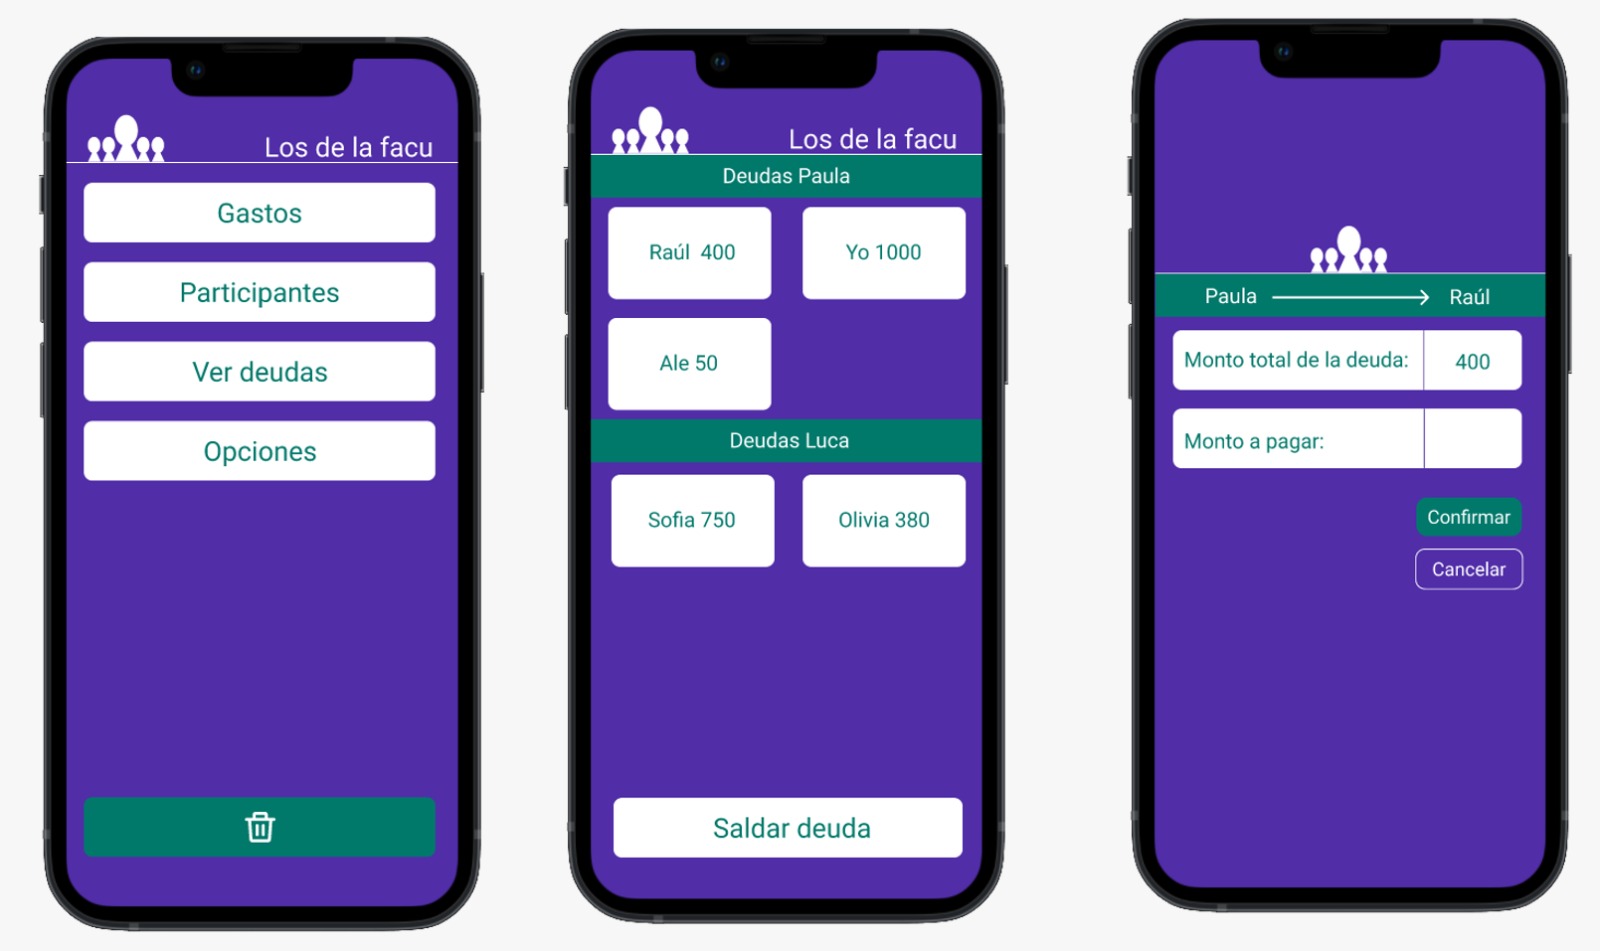 Los de la facu
Gastos
Participantes
Ver deudas
Opciones
Los de la facu
Deudas Paula
Raúl 400
Yo 1000
Ale 50
Deudas Luca
Sofia 750
Olivia 380
Saldar deuda
Paula
Raúl
Monto total de la deuda: 400
Monto a pagar:
Confirmar
Cancelar